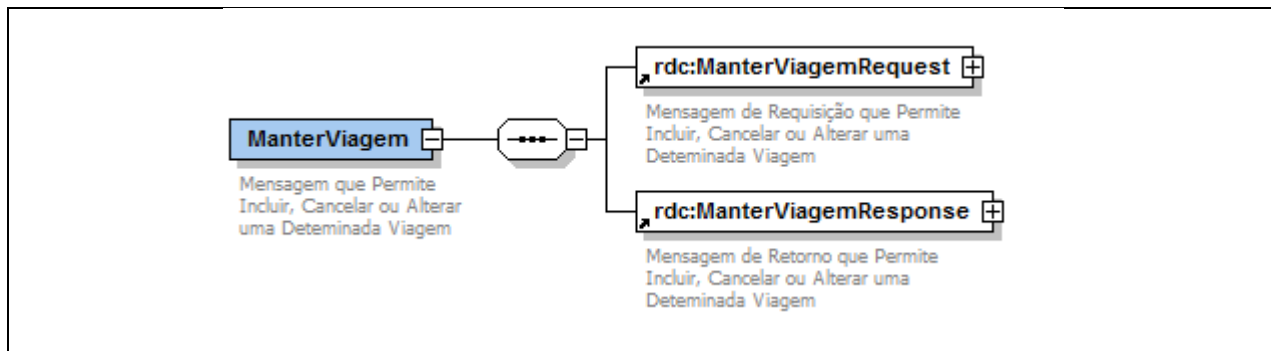 rdc:ManterViagemRequest
Mensagem de Requisição que Permite
Incluir, Cancelar ou Alterar uma
Deteminada Viagem
ManterViagem
Mensagem que Permite
Incluir, Cancelar ou Alterar
uma Deteminada Viagem
rdc:ManterViagemResponse
Mensagem de Retorno que Permite
Incluir, Cancelar ou Alterar uma
Deteminada Viagem